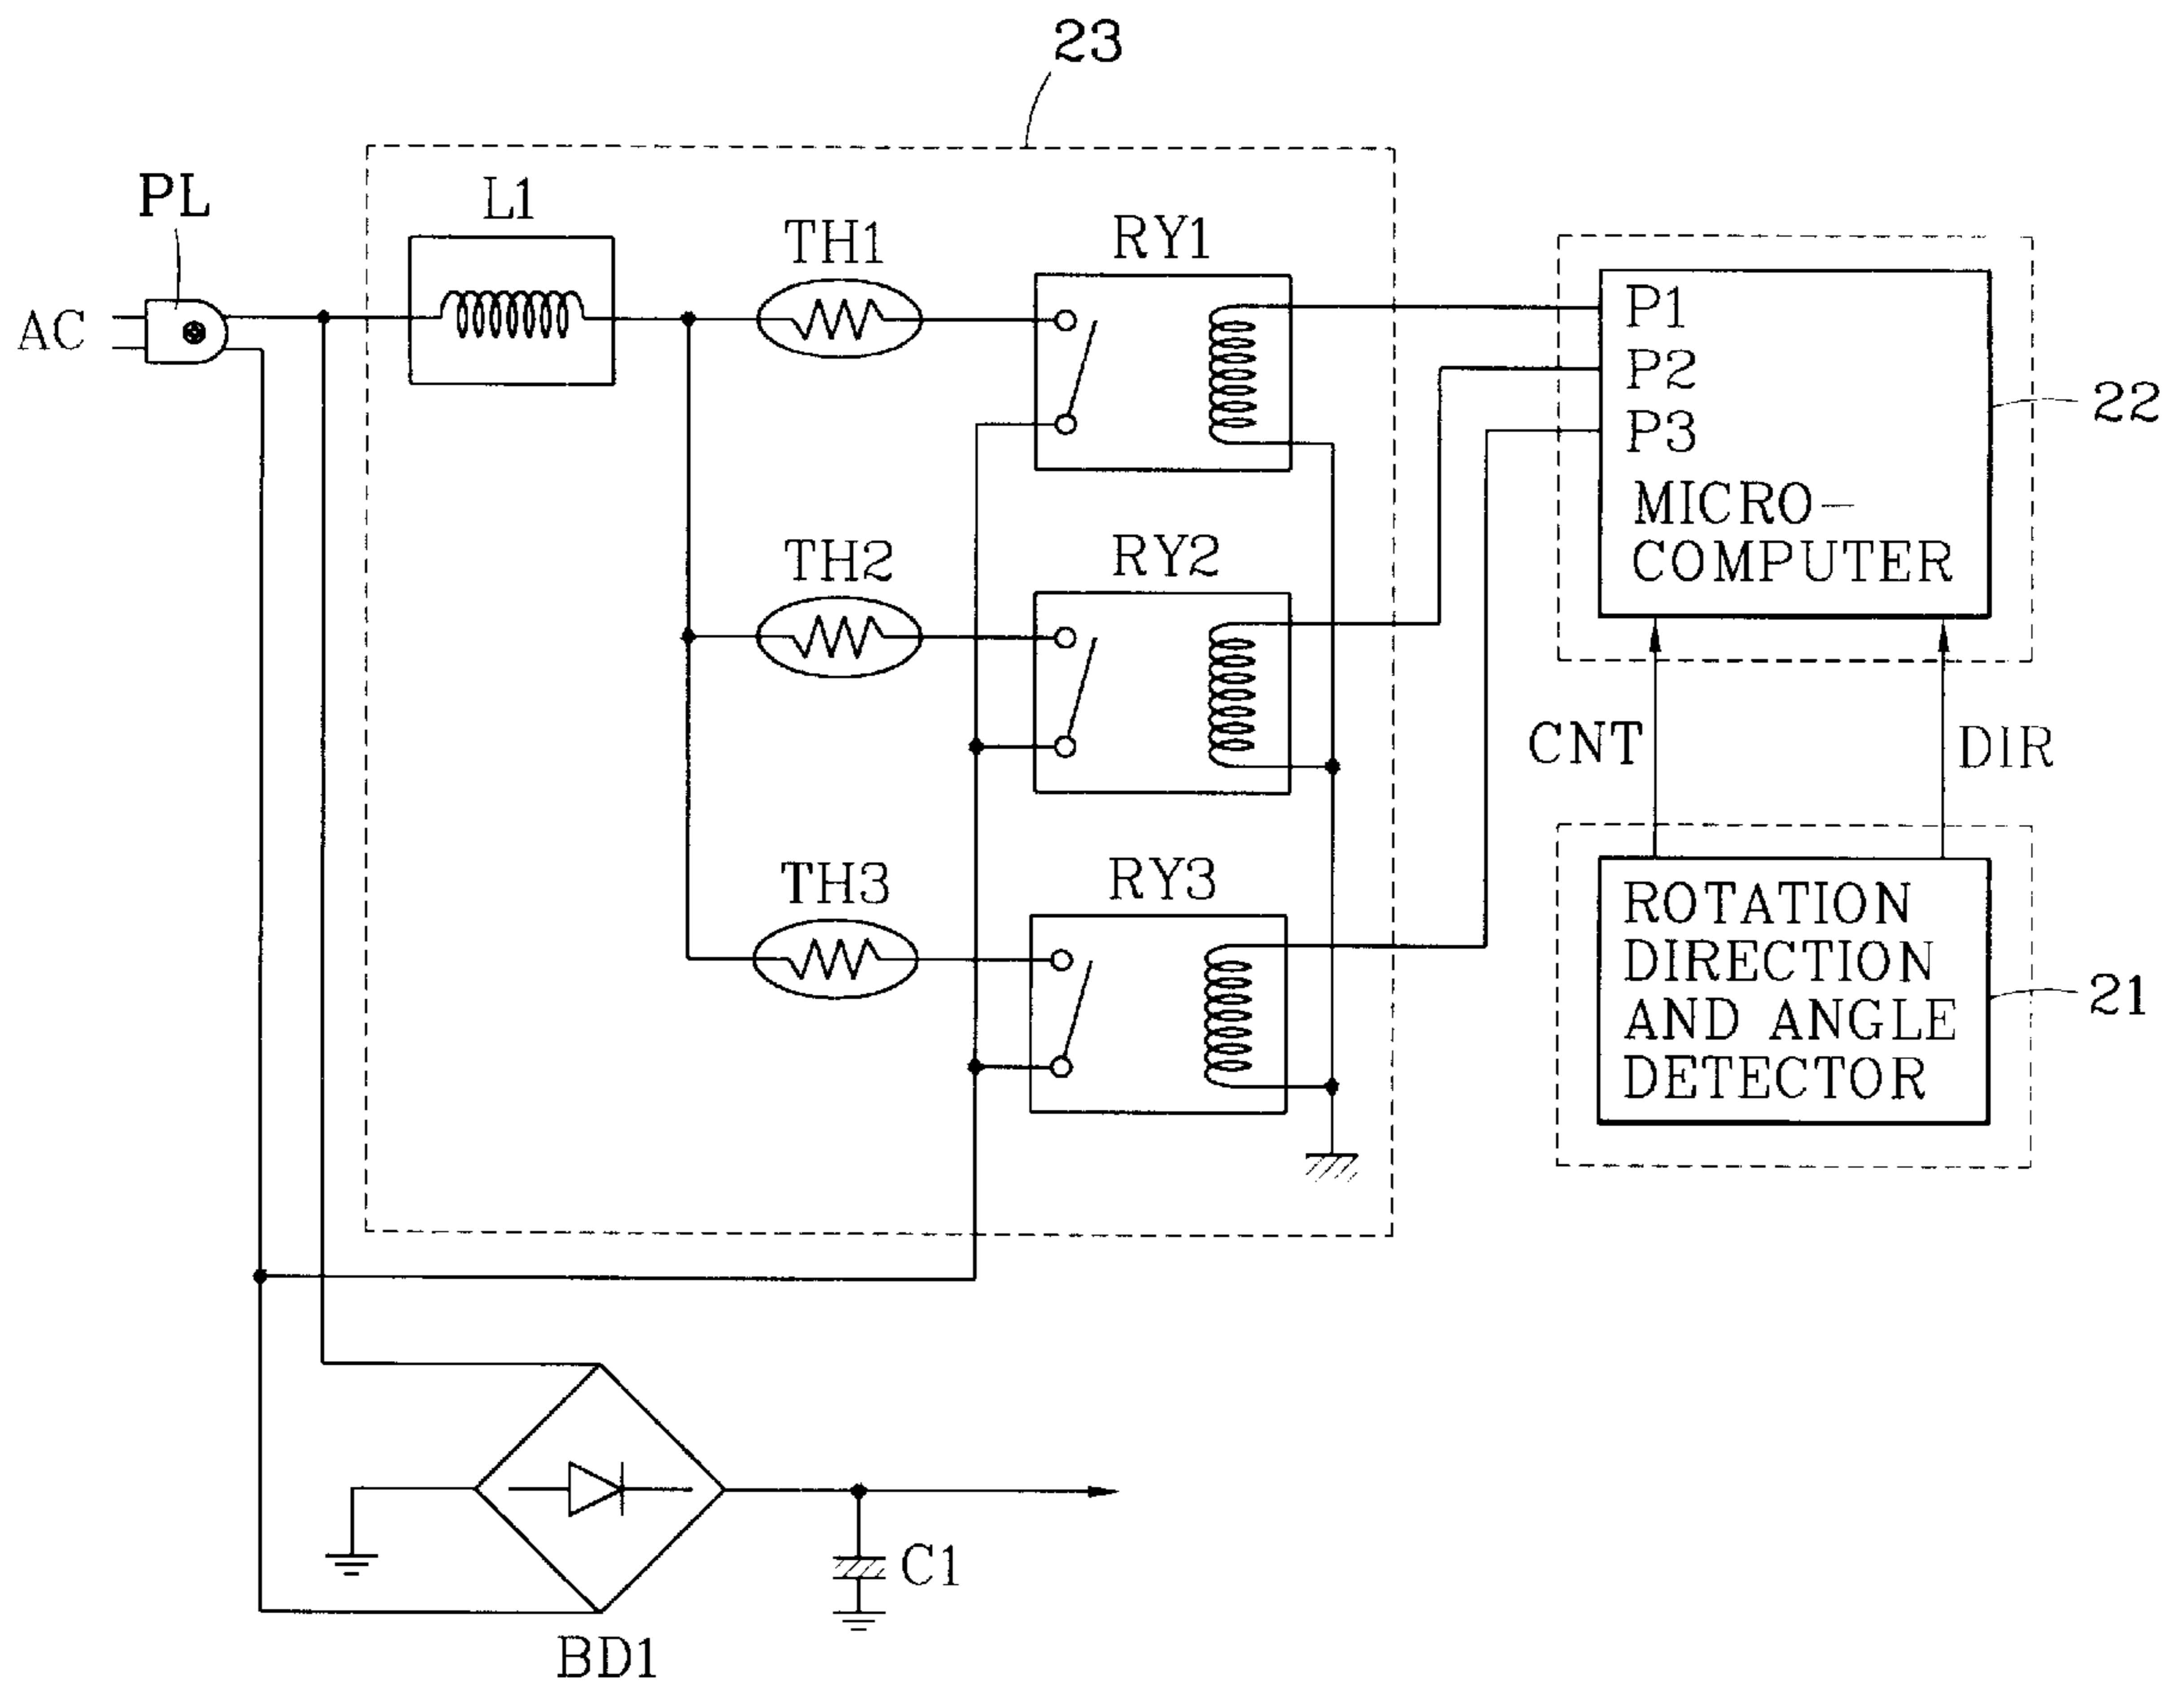 23
PL
L1
TH1
RY1
AC
P1
P2
P3
MICRO-
COMPUTER
22
TH2
RY2
CNT
DIR
TH3
RY3
ROTATION
DIRECTION
AND ANGLE
DETECTOR
21
C1
BD1